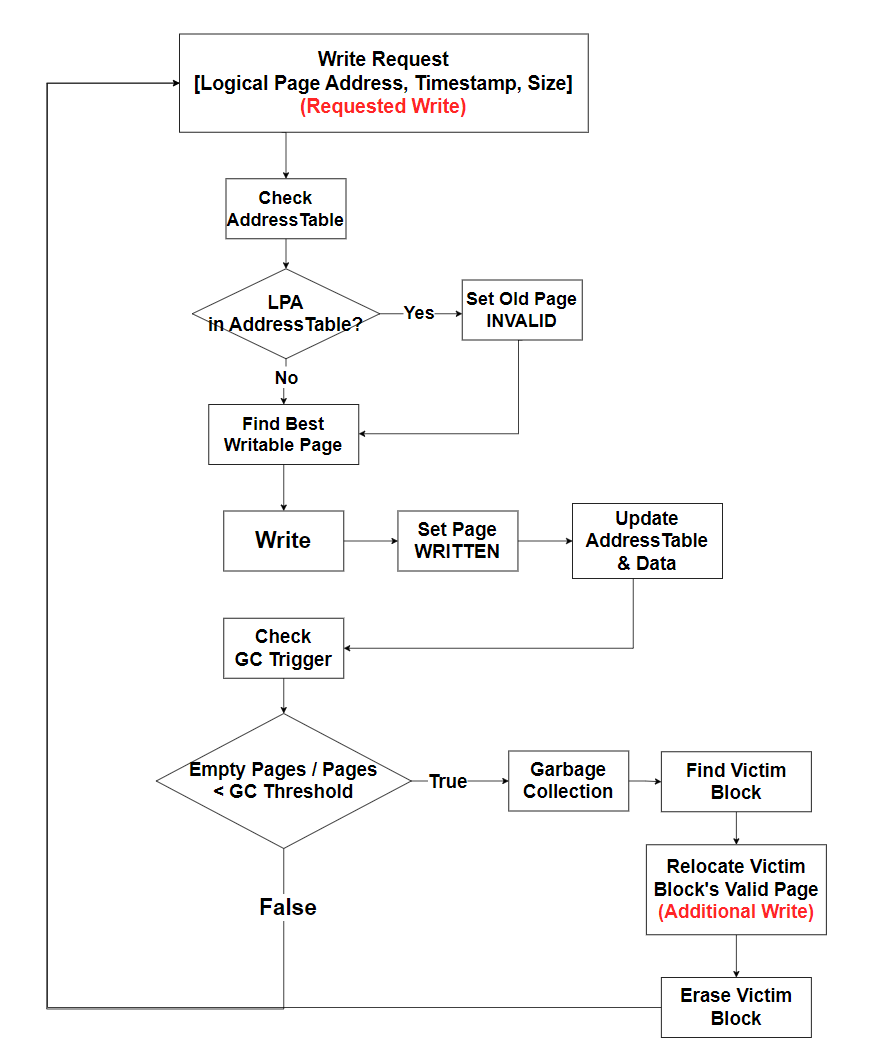 Write Request
[Logical Page Address, Timestamp, Size]
(Requested Write)
Check
AddressTable
LPA
in AddressTable?
Yes
Set Old Page
INVALID
No
Find Best
Writable Page
Write
Set Page
WRITTEN
Update
AddressTable
& Data
Check
GC Trigger
Empty Pages / Pages
< GC Threshold
True
Garbage
Collection
Find Victim
Block
Relocate Victim
Block's Valid Page
(Additional Write)
False
Erase Victim
Block